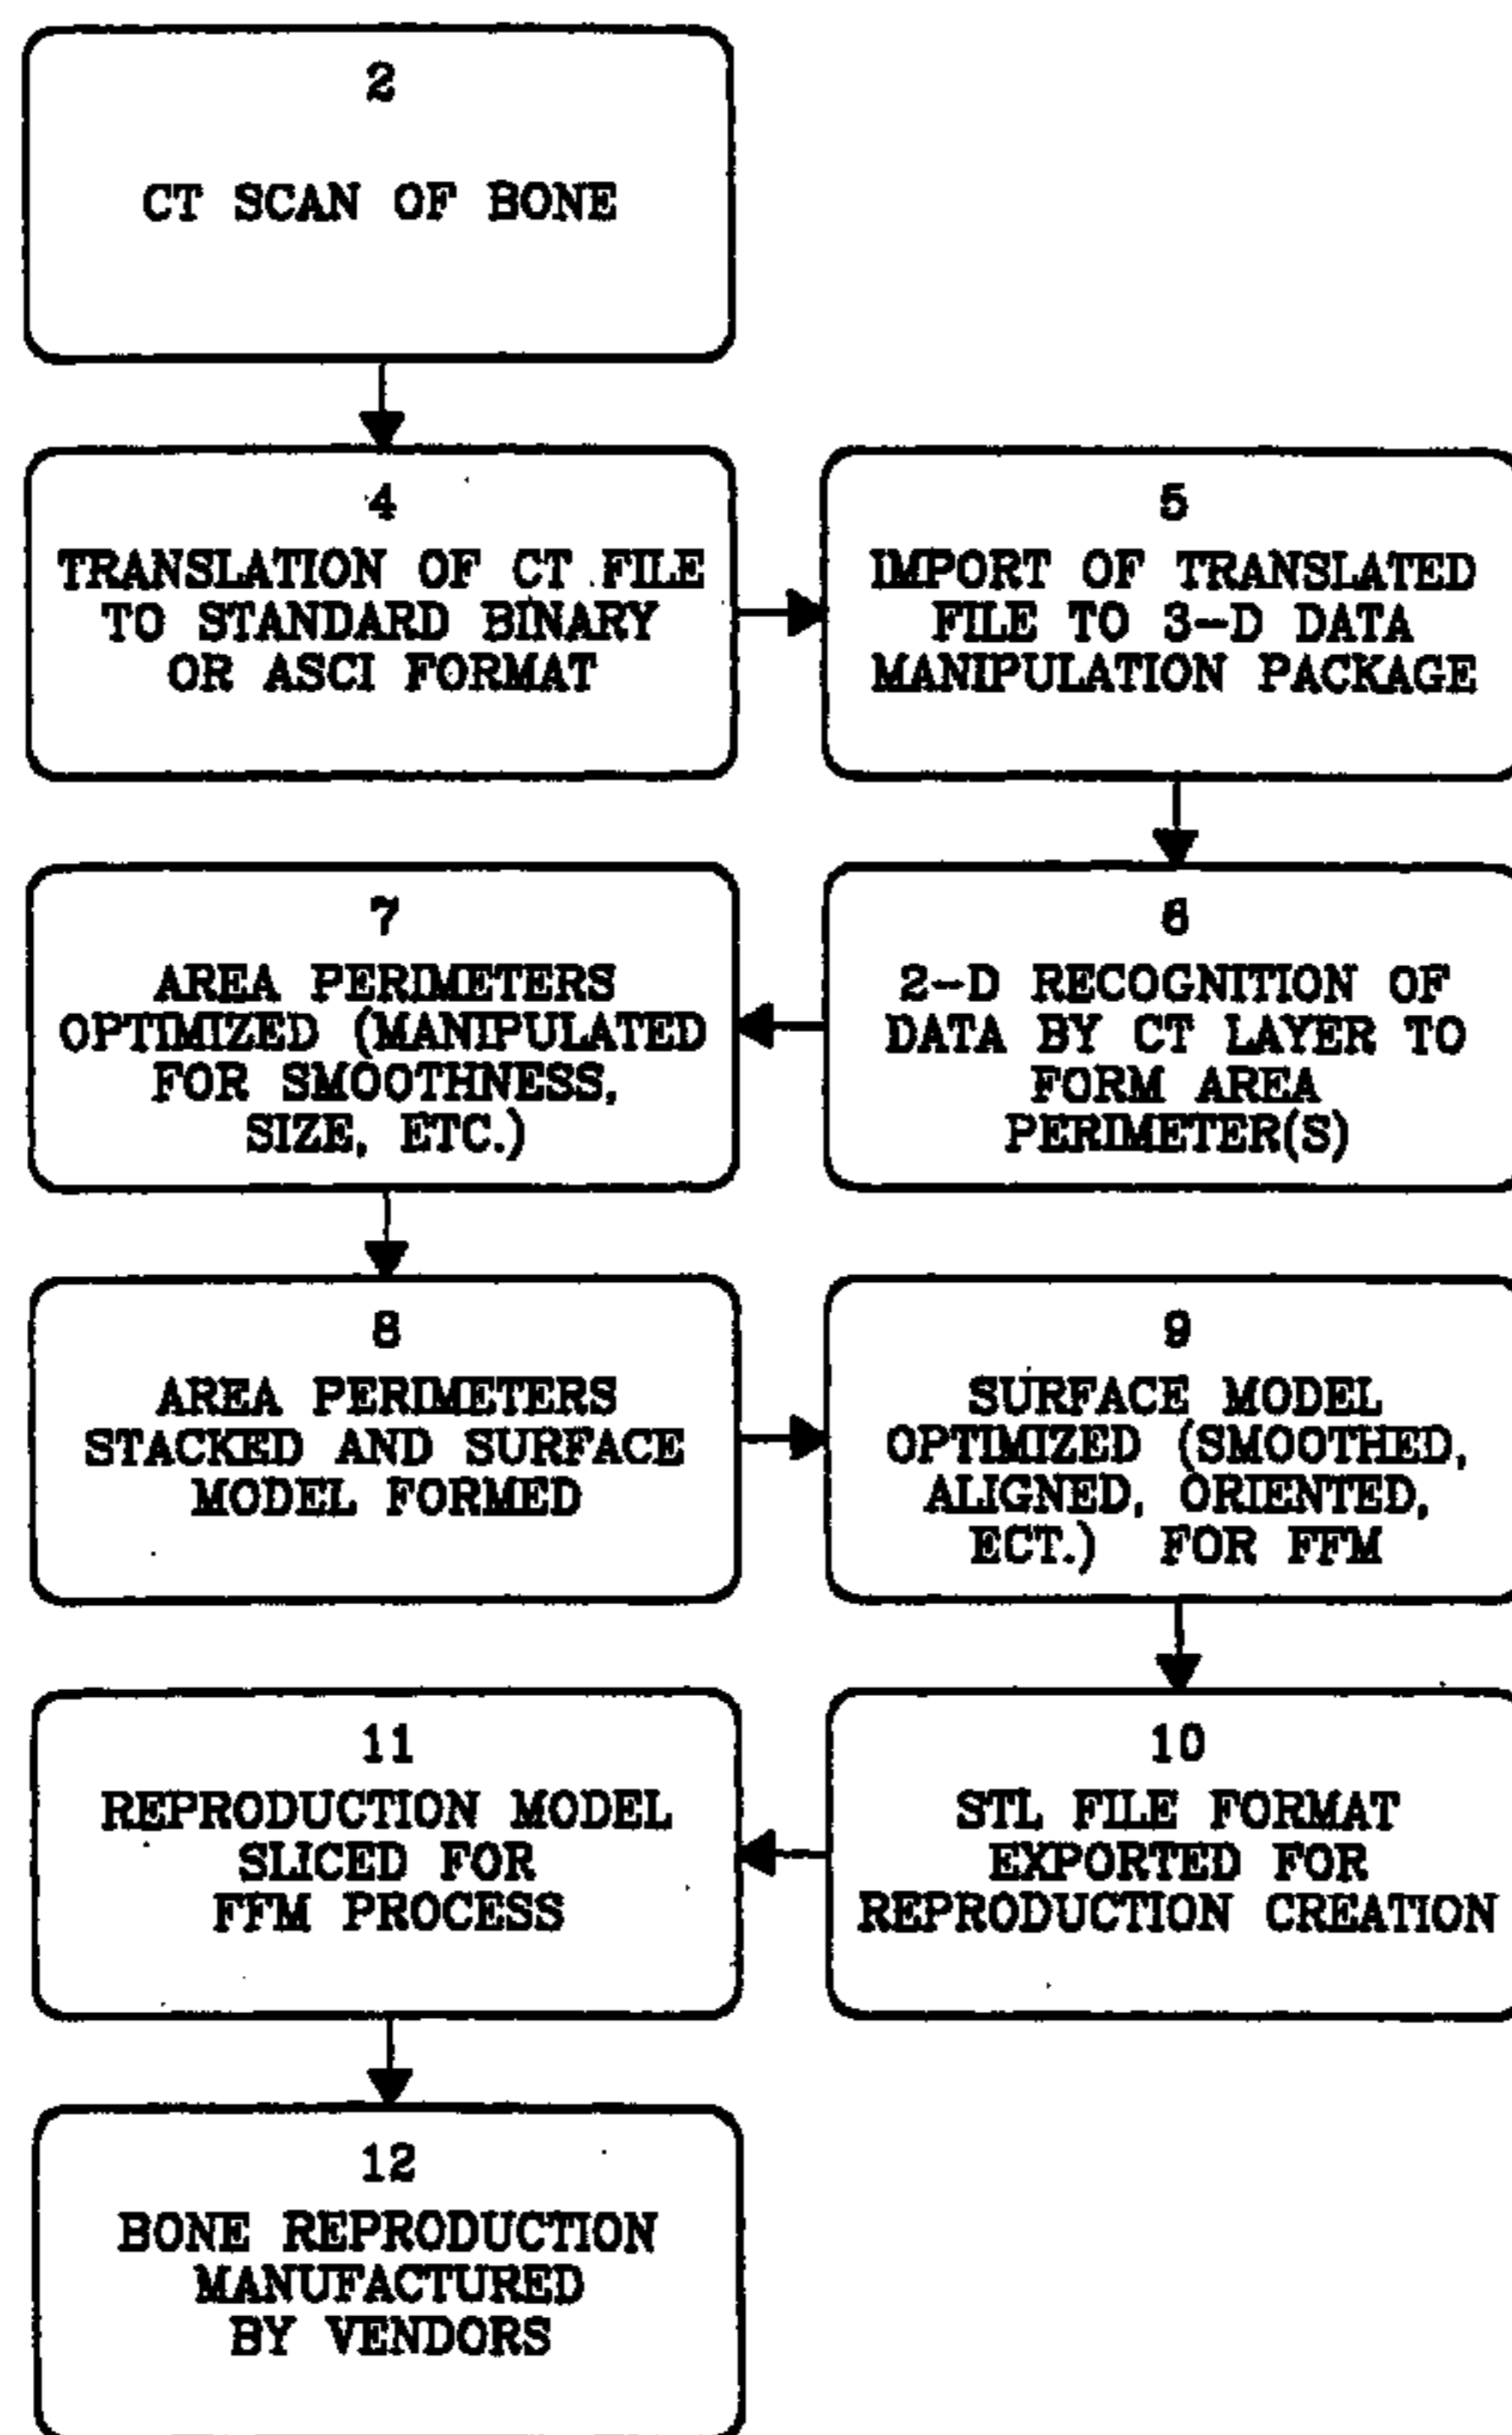 2
CT SCAN OF BONE
4
TRANSLATION OF CT FILE
TO STANDARD BINARY
OR ASCI FORMAT
5
IMPORT OF TRANSLATED
FILE TO 3-D DATA
MANIPULATION PACKAGE
6
2-D RECOGNITION OF
DATA BY CT LAYER TO
FORM AREA
PERIMETER(S)
7
AREA PERIMETERS
OPTIMIZED (MANIPULATED
FOR SMOOTHNESS,
SIZE, ETC.)
8
AREA PERIMETERS
STACKED AND SURFACE
MODEL FORMED
9
SURFACE MODEL
OPTIMIZED (SMOOTHED,
ALIGNED, ORIENTED,
ECT.) FOR FFM
10
STL FILE FORMAT
EXPORTED FOR
REPRODUCTION CREATION
11
REPRODUCTION MODEL
SLICED FOR
FFM PROCESS
12
BONE REPRODUCTION
MANUFACTURED
BY VENDORS